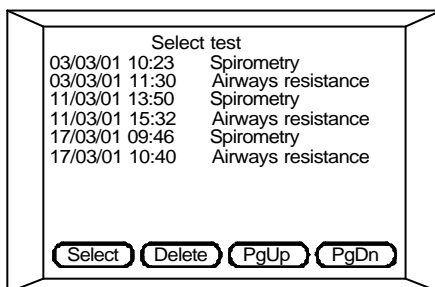 Select test
03/03/01 10:23 Spirometry
03/03/01 11:30 Airways resistance
11/03/01 13:50 Spirometry
11/03/01 15:32 Airways resistance
17/03/01 09:46 Spirometry
17/03/01 10:40 Airways resistance
Select Delete PgUp PgDn